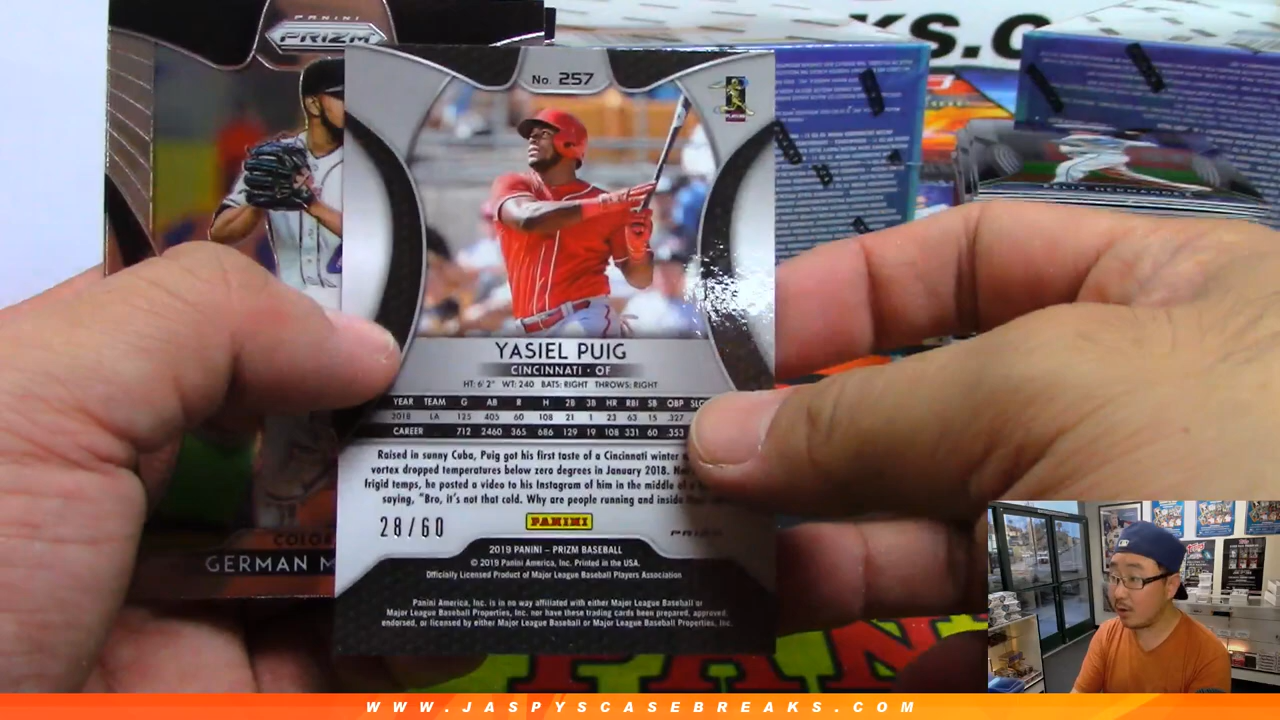 PANINI
PRIZM
S.CO
No. 257
FELIX HERNANDEZ
YASIEL PUIG
CINCINNATI · OF
HT: 6'2" WT: 240 BATS: RIGHT THROWS: RIGHT
YEAR TEAM G AB R H 2B 3B HR RBI SB OBP SLG
2018 LA 125 405 60 108 21 1 23 63 15 .327
CAREER 712 2460 365 686 129 19 108 331 60 .353
Raised in sunny Cuba, Puig got his first taste of a Cincinnati winter
vortex dropped temperatures below zero degrees in January 2018.
frigid temps, he posted a video to his Instagram of him in the middle of a
saying, "Bro, it's not that cold. Why are people running and inside
28/60
PANINI
PRIZM
COLOR
GERMAN M
2019 PANINI – PRIZM BASEBALL
© 2019 Panini America, Inc. Printed in the USA.
Officially Licensed Product of Major League Baseball Players Association
Panini America, Inc. is in no way affiliated with either Major League Baseball or
Major League Baseball Properties, Inc. nor have these trading cards been prepared, approved,
endorsed, or licensed by either Major League Baseball or Major League Baseball Properties, Inc.
WWW.JASPYSCASEBREAKS.COM